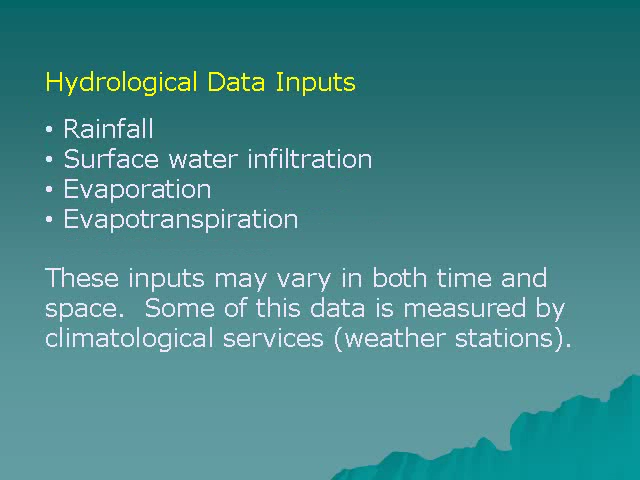 Hydrological Data Inputs
• Rainfall
• Surface water infiltration
• Evaporation
• Evapotranspiration
These inputs may vary in both time and
space.  Some of this data is measured by
climatological services (weather stations).